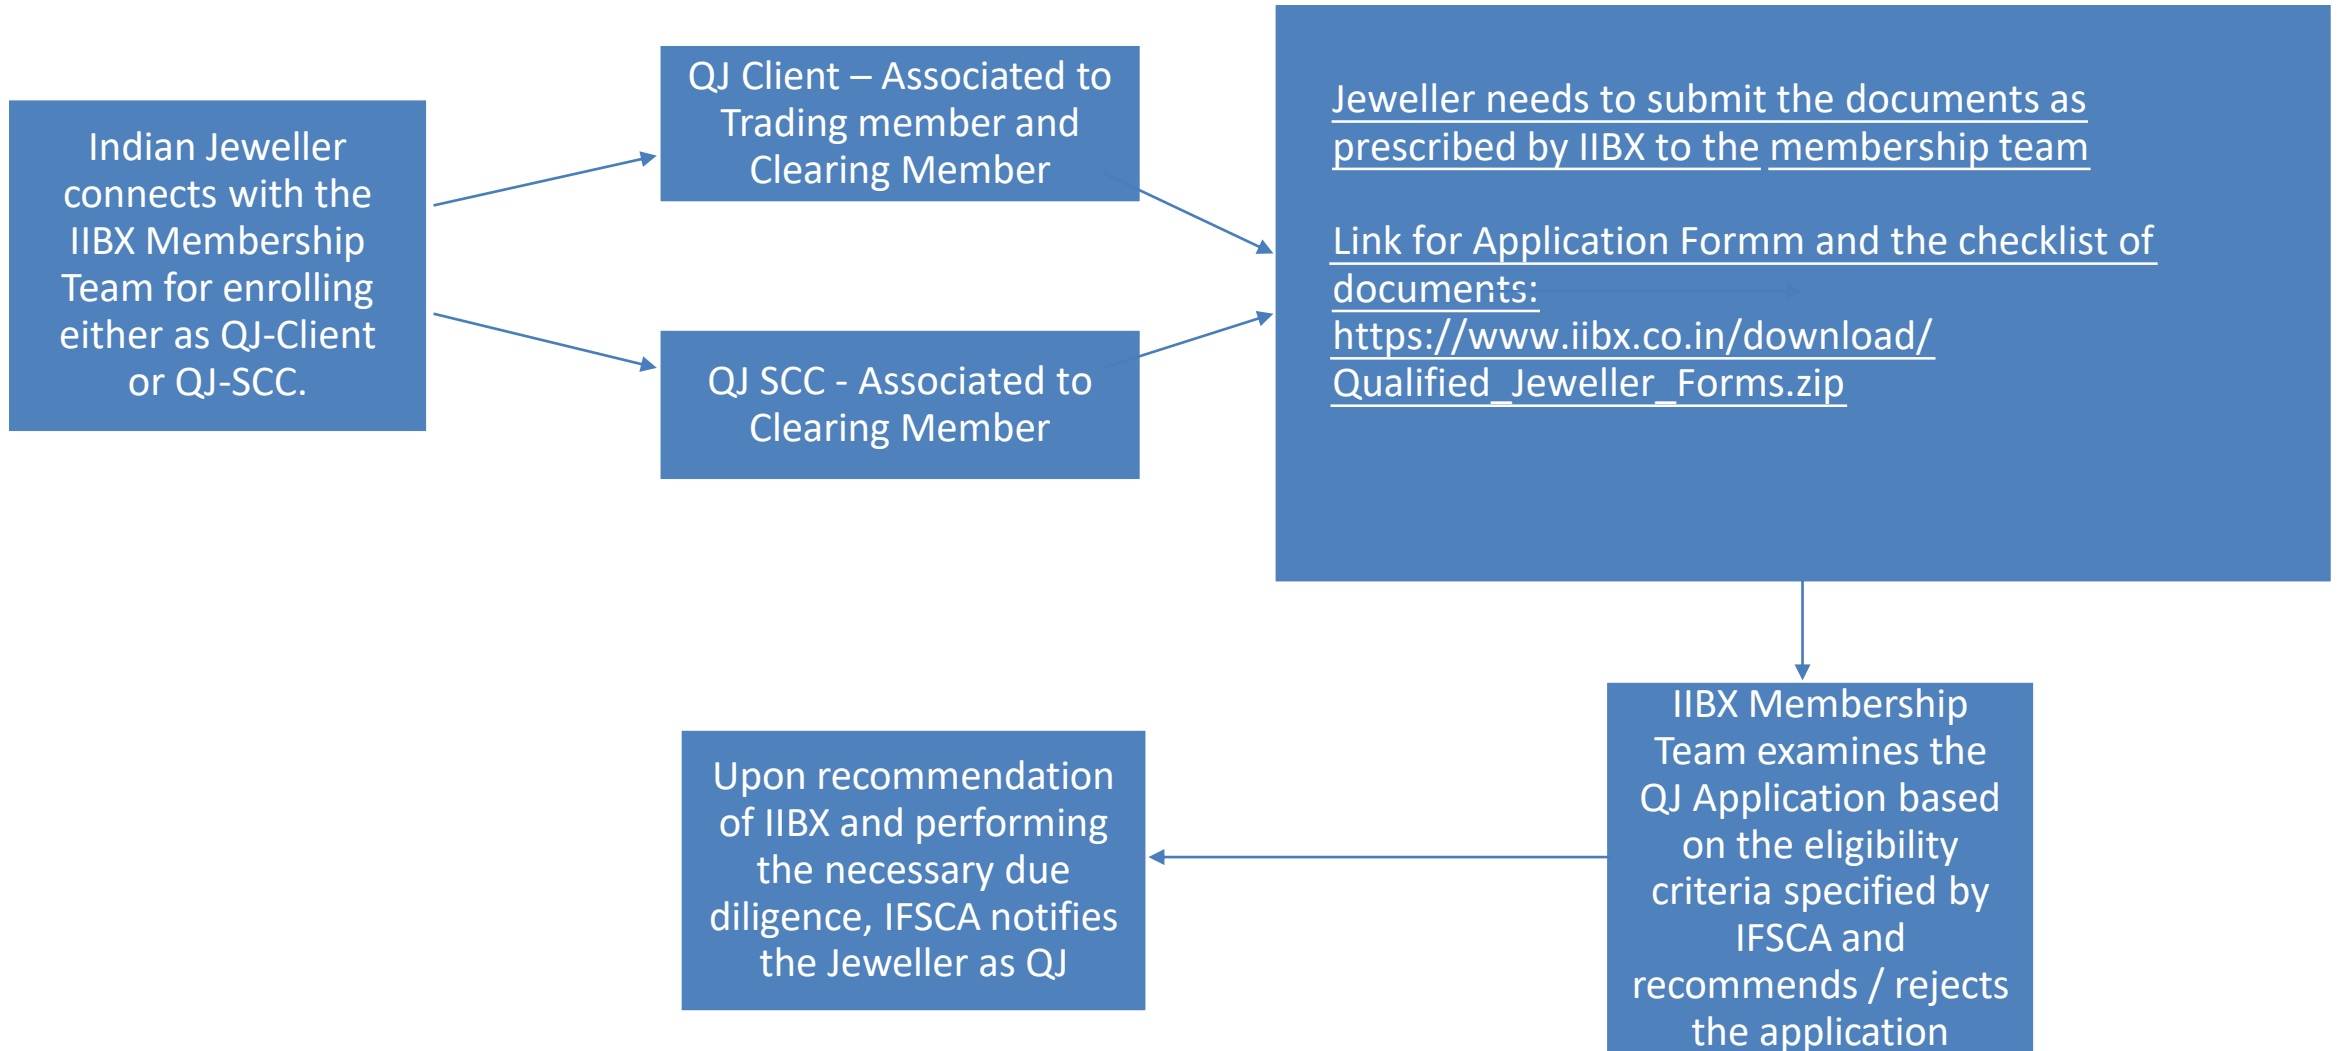 Indian Jeweller
connects with the
IIBX Membership
Team for enrolling
either as QJ-Client
or QJ-SCC.
QJ Client – Associated to
Trading member and
Clearing Member
QJ SCC - Associated to
Clearing Member
Jeweller needs to submit the documents as
prescribed by IIBX to the membership team
Link for Application Formm and the checklist of
documents:
https://www.iibx.co.in/download/
Qualified_Jeweller_Forms.zip
IIBX Membership
Team examines the
QJ Application based
on the eligibility
criteria specified by
IFSCA and
recommends / rejects
the application
Upon recommendation
of IIBX and performing
the necessary due
diligence, IFSCA notifies
the Jeweller as QJ